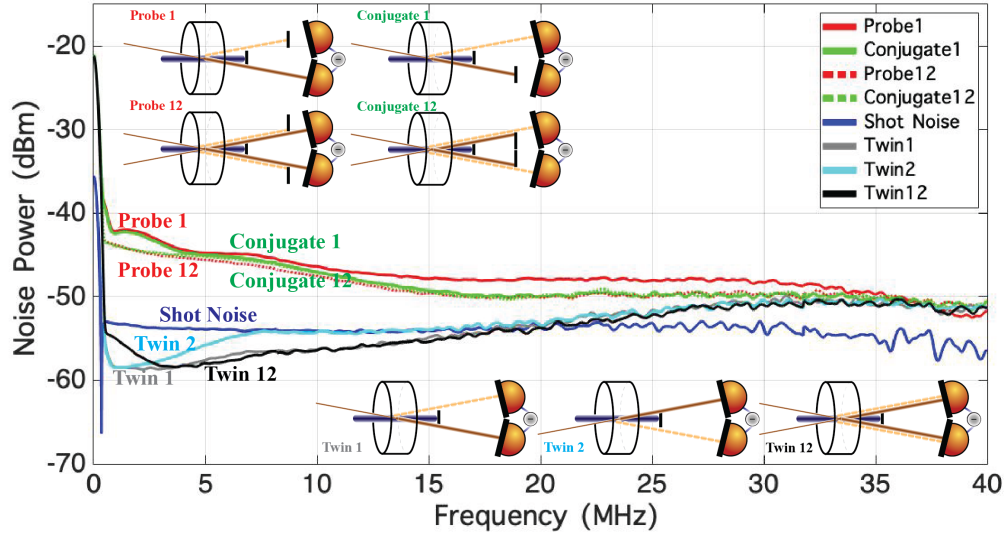 Probe 1
Conjugate 1
Probe 12
Conjugate 12
Probe1
Conjugate1
Probe12
Conjugate12
Shot Noise
Twin1
Twin2
Twin12
Noise Power (dBm)
-20
-30
-40
-50
-60
-70
Probe 1
Conjugate 1
Probe 12
Conjugate 12
Shot Noise
Twin 2
Twin 1
Twin 12
Twin 1
Twin 2
Twin 12
0
5
10
15
20
25
30
35
40
Frequency (MHz)